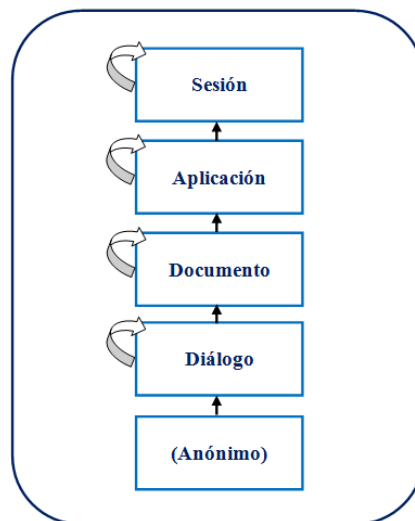 Sesión
Aplicación
Documento
Diálogo
(Anónimo)